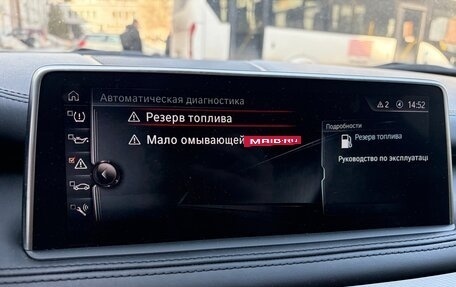 Автоматическая диагностика
2
14:52
Резерв топлива
Мало омывающей
Подробности
Резерв топлива
Руководство по эксплуатаці